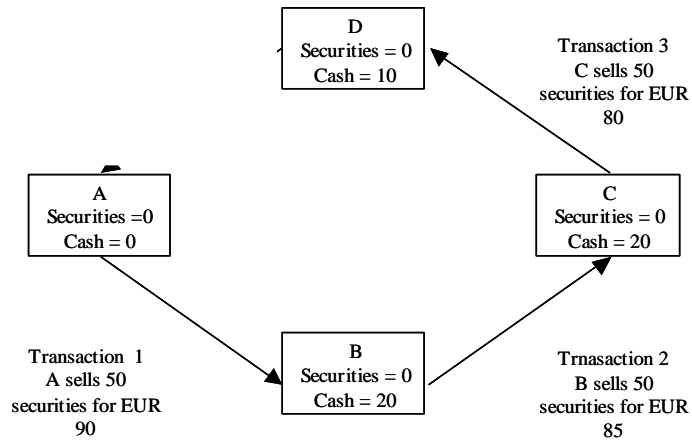 D
Securities = 0
Cash = 10
Transaction 3
C sells 50
securities for EUR
80
A
Securities =0
Cash = 0
C
Securities = 0
Cash = 20
Transaction 1
A sells 50
securities for EUR
90
B
Securities = 0
Cash = 20
Trnasaction 2
B sells 50
securities for EUR
85